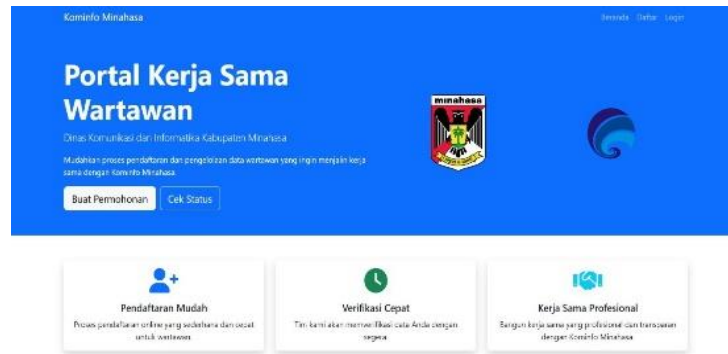 Kominfo Minahasa
Beranda Daftar Login
Portal Kerja Sama
Wartawan
Dinas Komunikasi dan Informatika Kabupaten Minahasa
Mudahkan proses pendaftaran dan pengelolaan data wartawan yang ingin menjalin kerja
sama dengan Kominfo Minahasa
Buat Permohonan
Cek Status
minahasa
Pendaftaran Mudah
Proses pendaftaran online yang sederhana dan cepat
untuk wartawan
Verifikasi Cepat
Tim kami akan memverifikasi data Anda dengan
segera
Kerja Sama Profesional
Bangun kerja sama yang profesional dan transparan
dengan Kominfo Minahasa